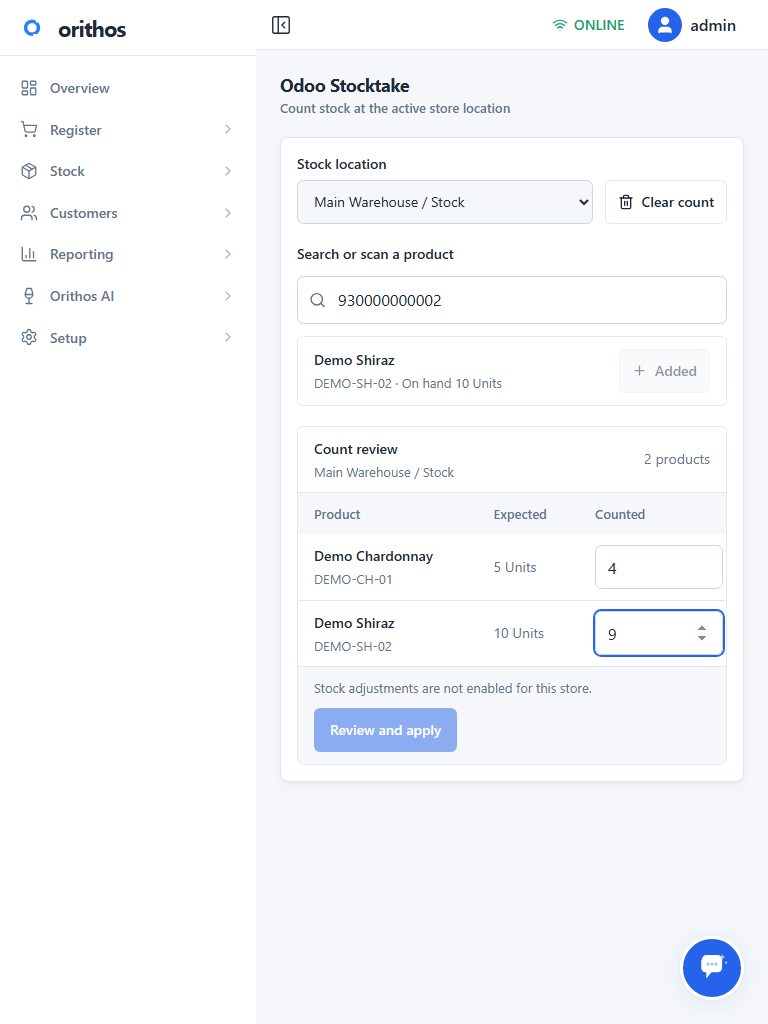 orithos
ONLINE
admin
Overview
Register
Stock
Customers
Reporting
Orithos AI
Setup
Odoo Stocktake
Count stock at the active store location
Stock location
Main Warehouse / Stock
Clear count
Search or scan a product
930000000002
Demo Shiraz
DEMO-SH-02 · On hand 10 Units
+ Added
Count review
Main Warehouse / Stock
2 products
Product Expected Counted
Demo Chardonnay
DEMO-CH-01
5 Units
4
Demo Shiraz
DEMO-SH-02
10 Units
9
Stock adjustments are not enabled for this store.
Review and apply